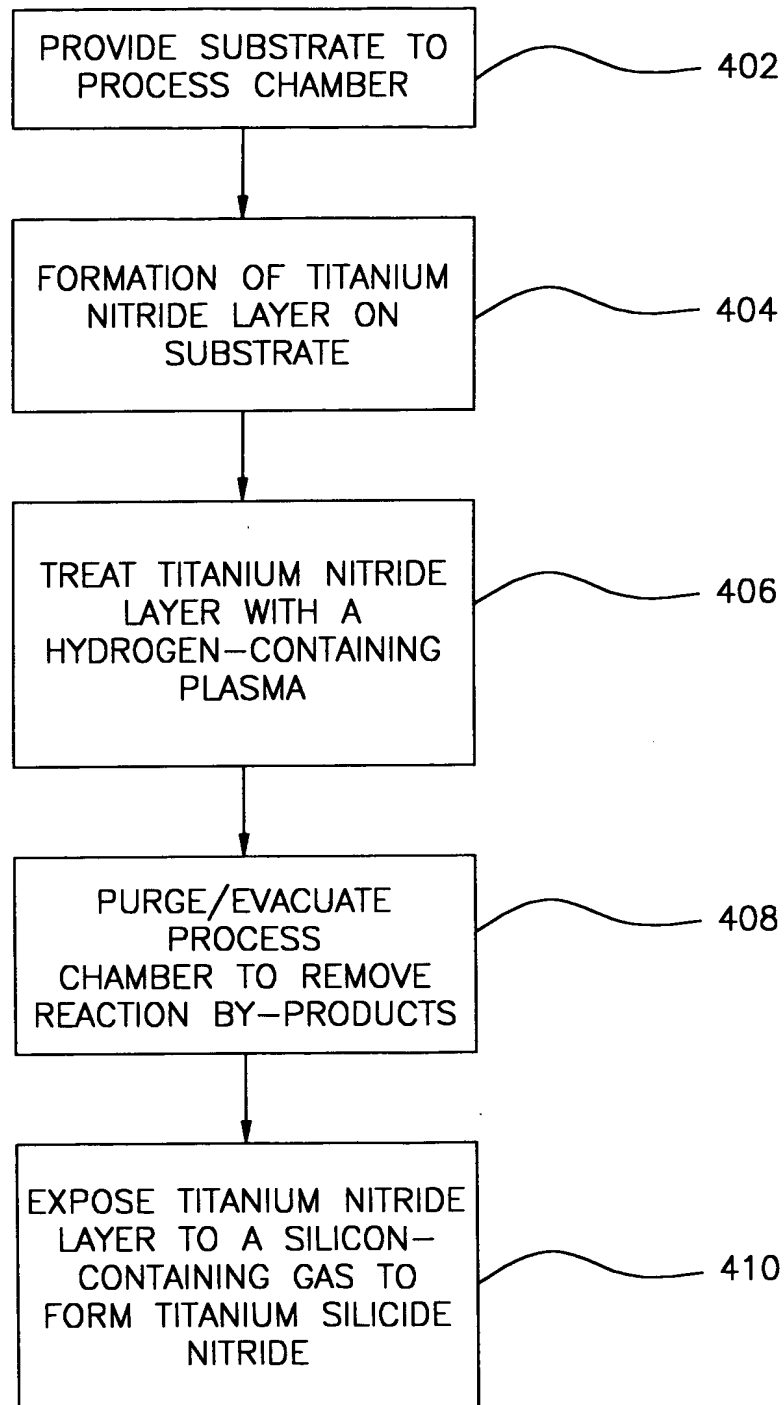 PROVIDE SUBSTRATE TO
PROCESS CHAMBER
402
FORMATION OF TITANIUM
NITRIDE LAYER ON
SUBSTRATE
404
TREAT TITANIUM NITRIDE
LAYER WITH A
HYDROGEN-CONTAINING
PLASMA
406
PURGE/EVACUATE
PROCESS
CHAMBER TO REMOVE
REACTION BY-PRODUCTS
408
EXPOSE TITANIUM NITRIDE
LAYER TO A SILICON-
CONTAINING GAS TO
FORM TITANIUM SILICIDE
NITRIDE
410